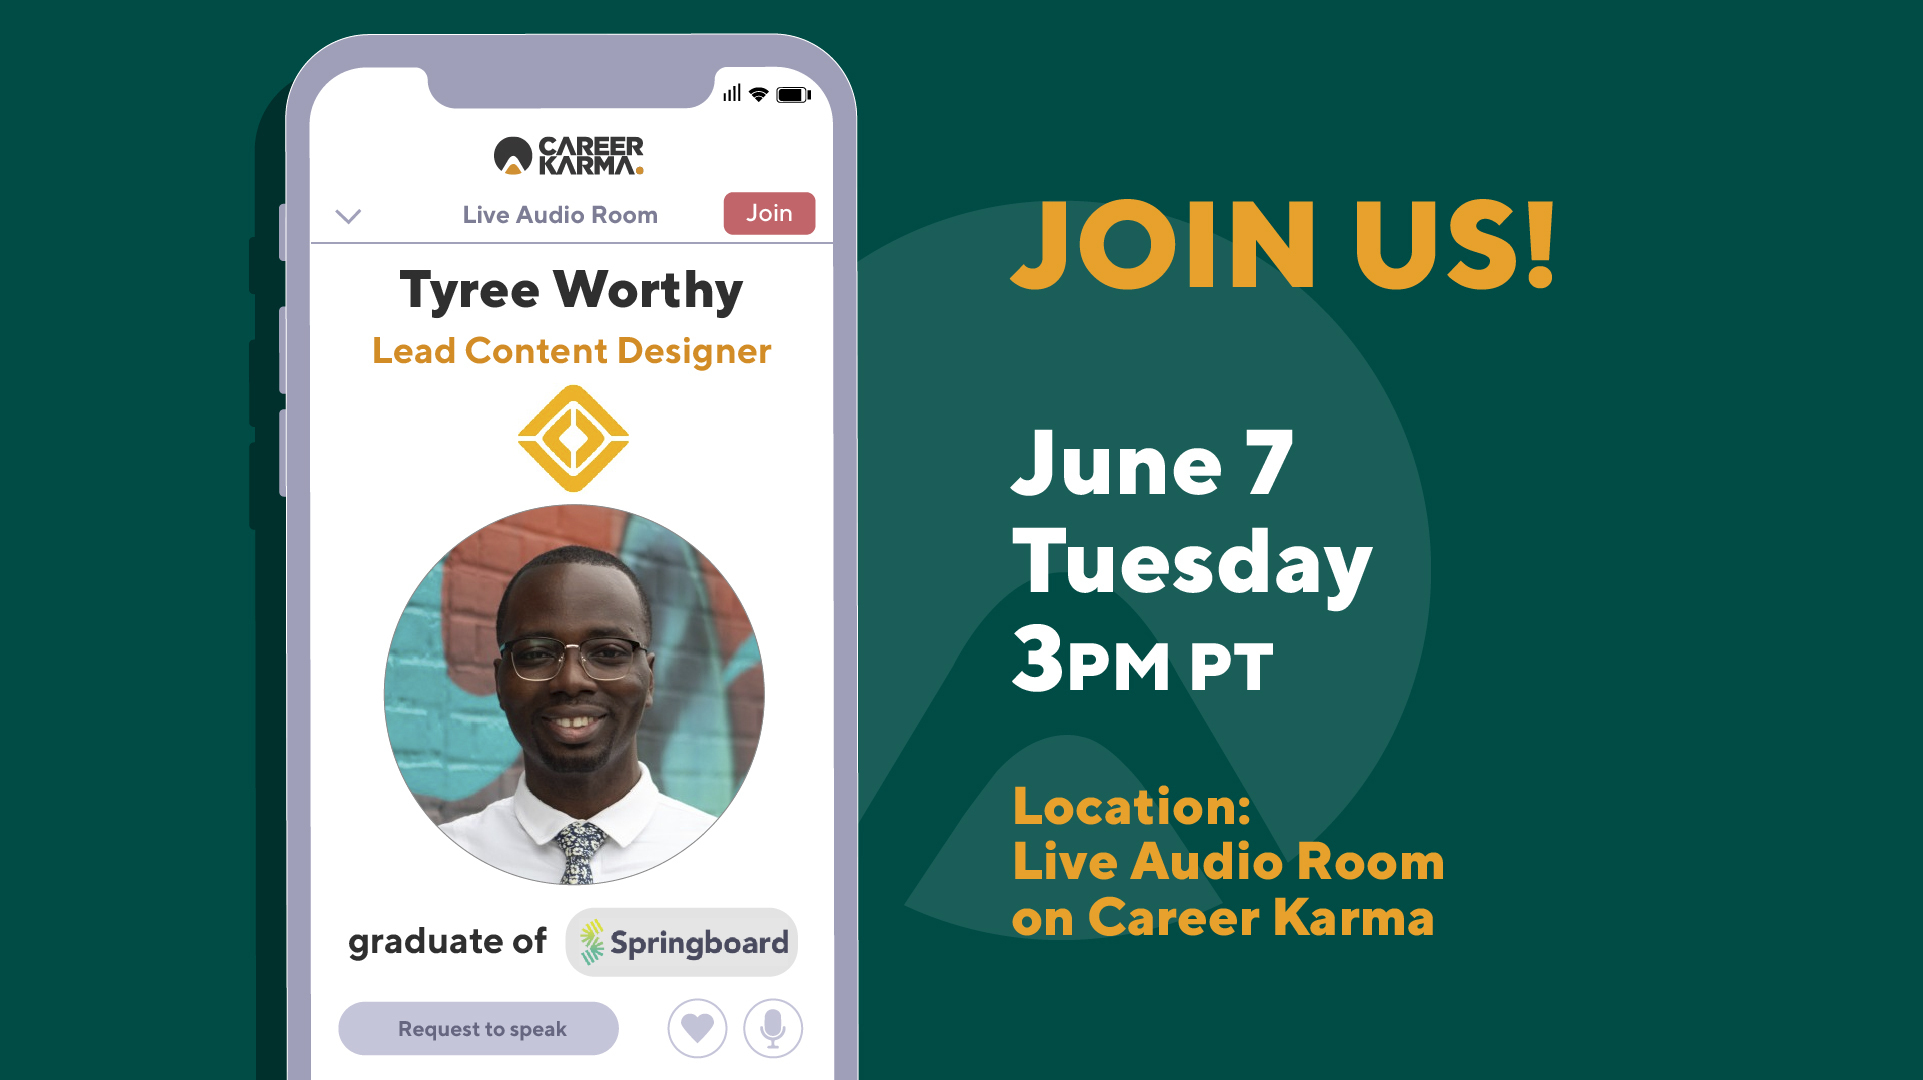 CAREER
KARMA.
Live Audio Room
Join
Tyree Worthy
Lead Content Designer
graduate of Springboard
Request to speak
JOIN US!
June 7
Tuesday
3PM PT
Location:
Live Audio Room
on Career Karma